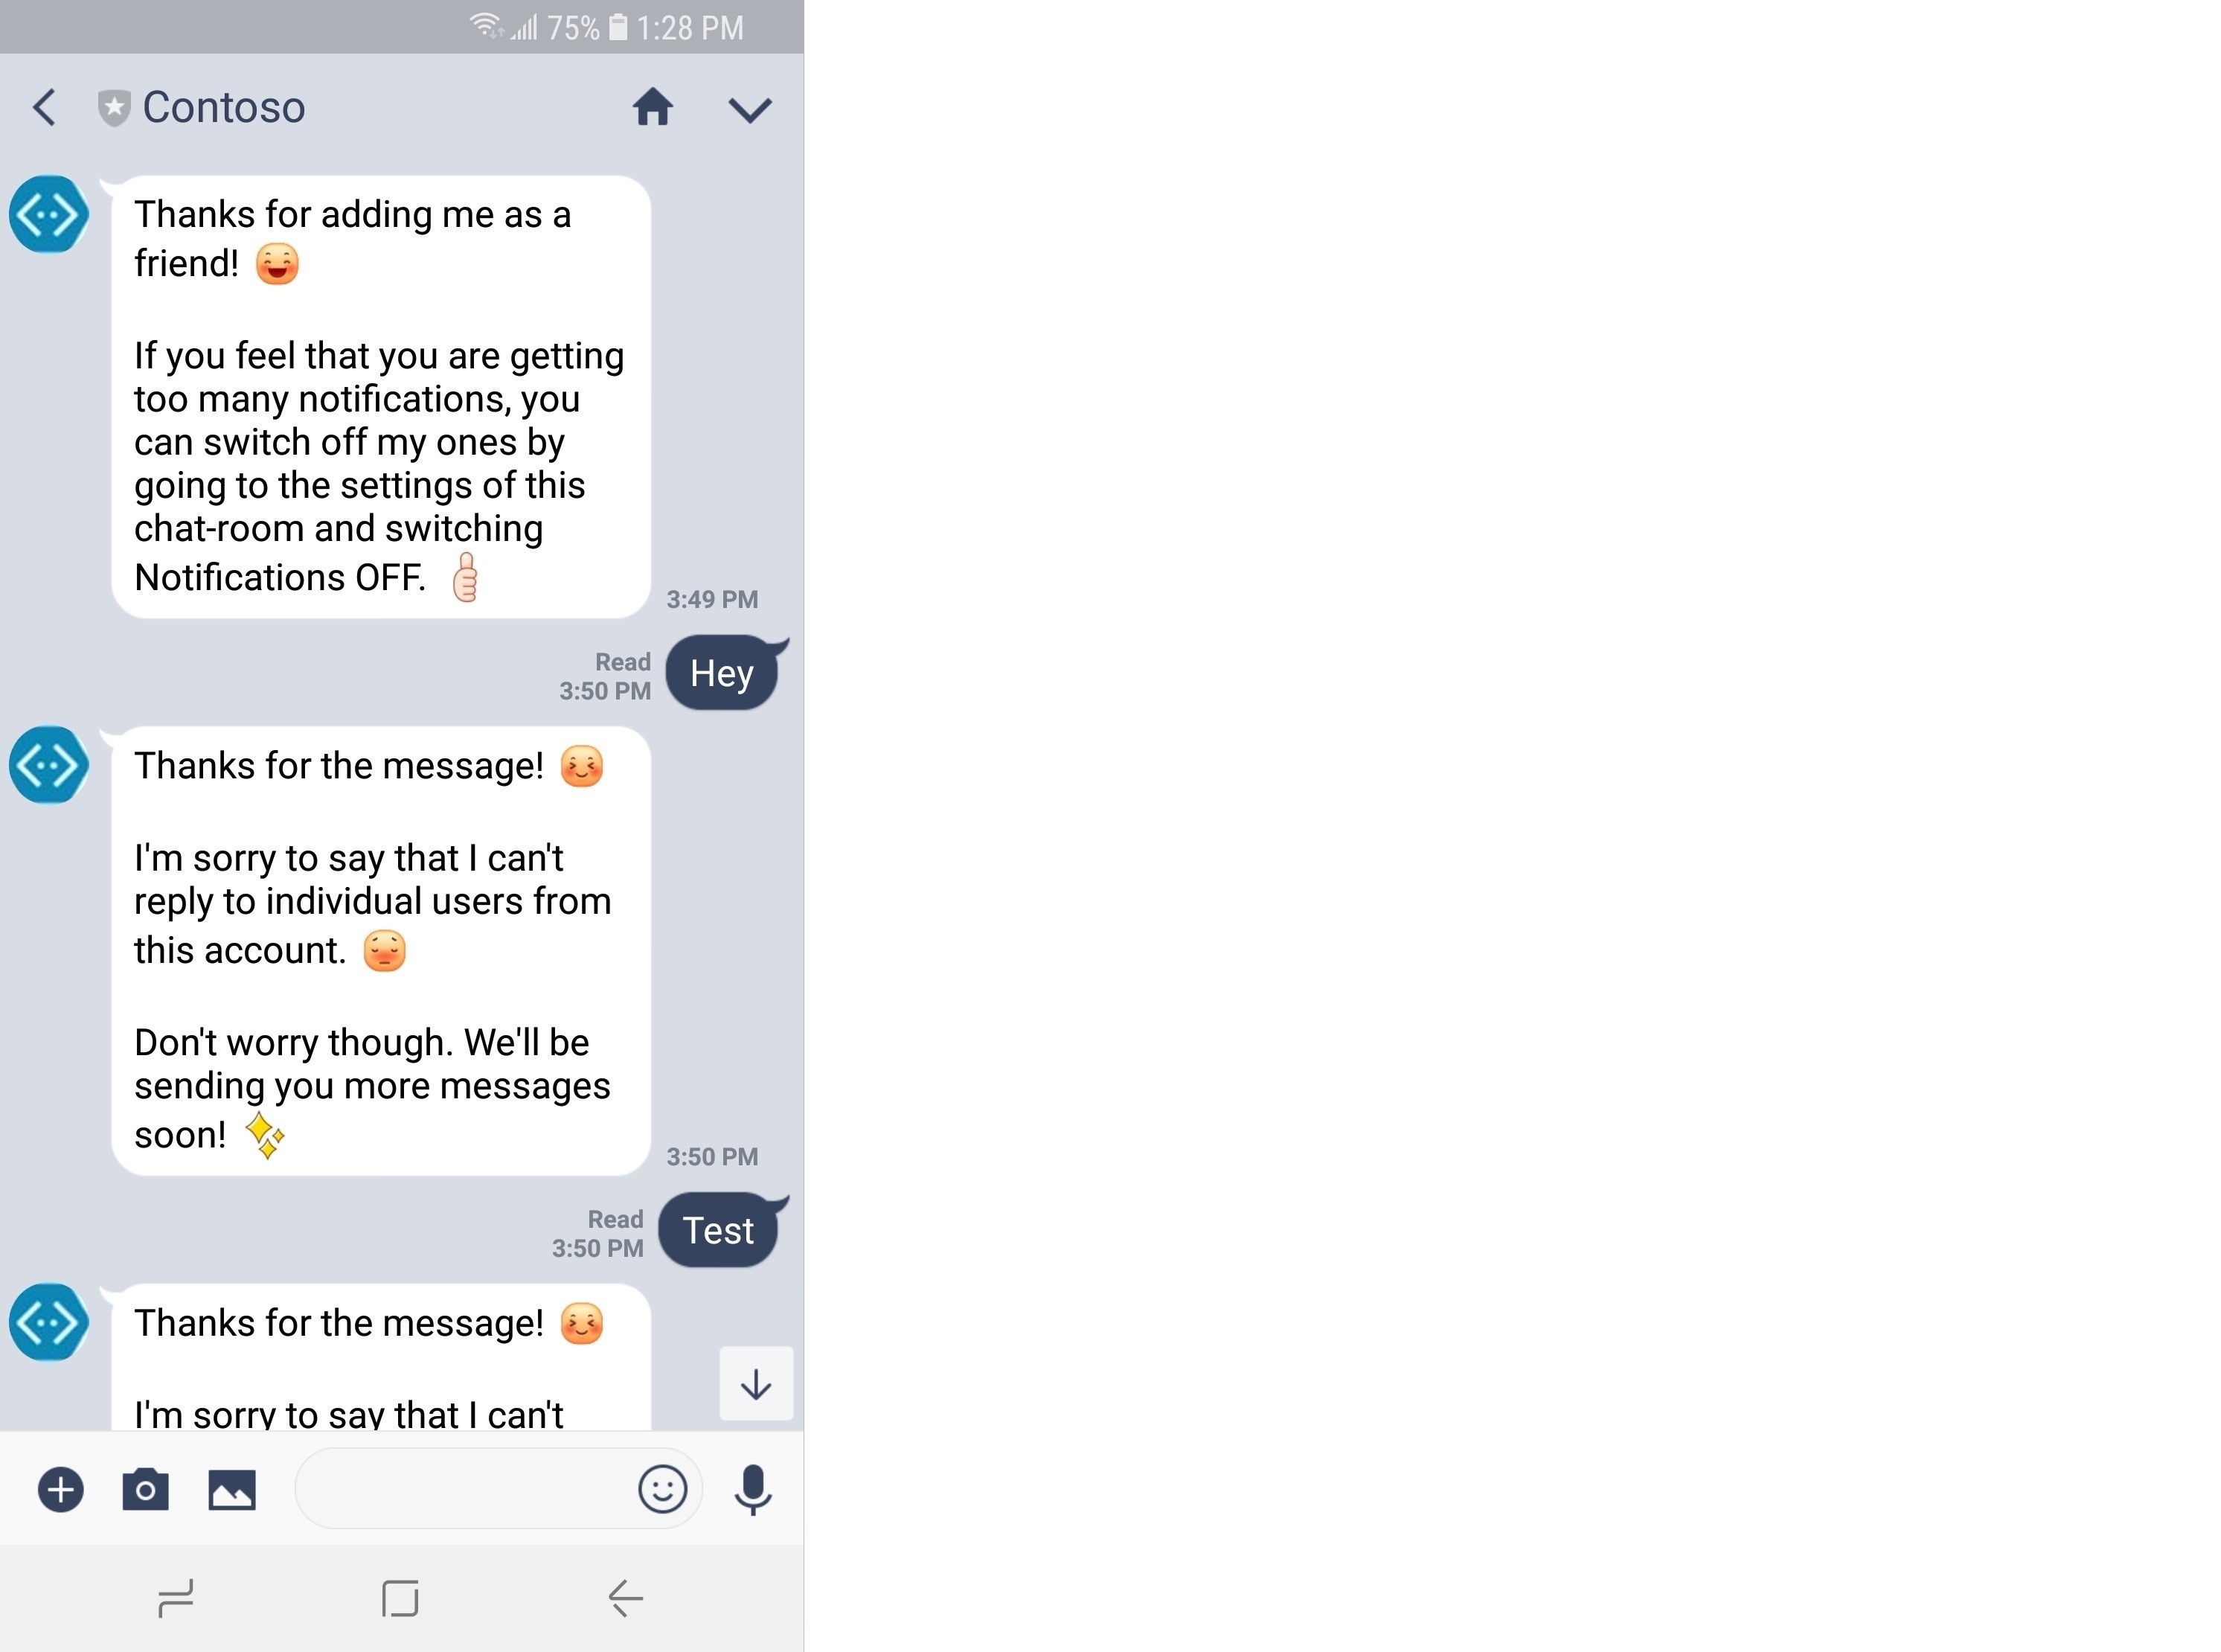 75% 1:28 PM
Contoso
Thanks for adding me as a
friend!
If you feel that you are getting
too many notifications, you
can switch off my ones by
going to the settings of this
chat-room and switching
Notifications OFF.
3:49 PM
Read
3:50 PM
Hey
Thanks for the message!
I'm sorry to say that I can't
reply to individual users from
this account.
Don't worry though. We'll be
sending you more messages
soon!
3:50 PM
Read
3:50 PM
Test
Thanks for the message!
I'm sorry to say that I can't